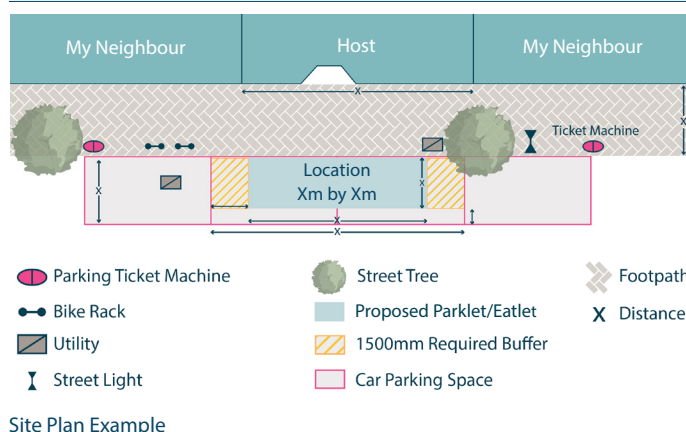 My Neighbour
Host
My Neighbour
X
X
Ticket Machine
Location
Xm by Xm
X
X
X
X
Parking Ticket Machine
Street Tree
Footpath
Bike Rack
Proposed Parklet/Eatlet
X Distance
Utility
1500mm Required Buffer
Street Light
Car Parking Space
Site Plan Example